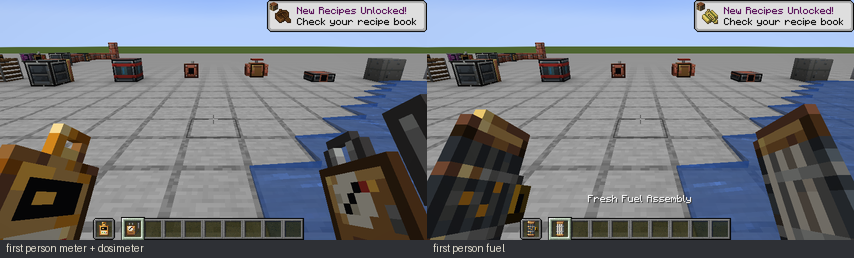 New Recipes Unlocked!
Check your recipe book
New Recipes Unlocked!
Check your recipe book
Fresh Fuel Assembly
first person meter + dosimeter
first person fuel